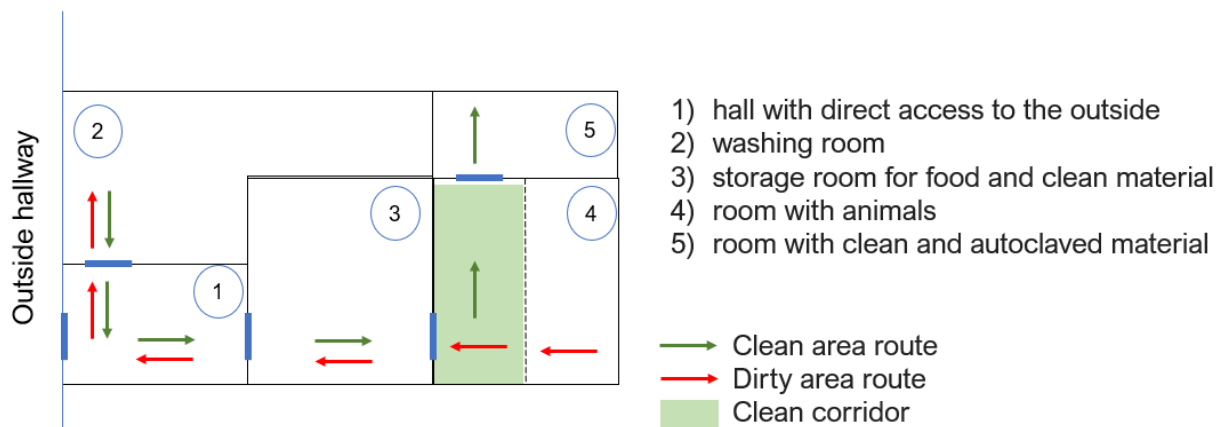 Outside hallway
2
5
3
4
1
1) hall with direct access to the outside
2) washing room
3) storage room for food and clean material
4) room with animals
5) room with clean and autoclaved material
Clean area route
Dirty area route
Clean corridor